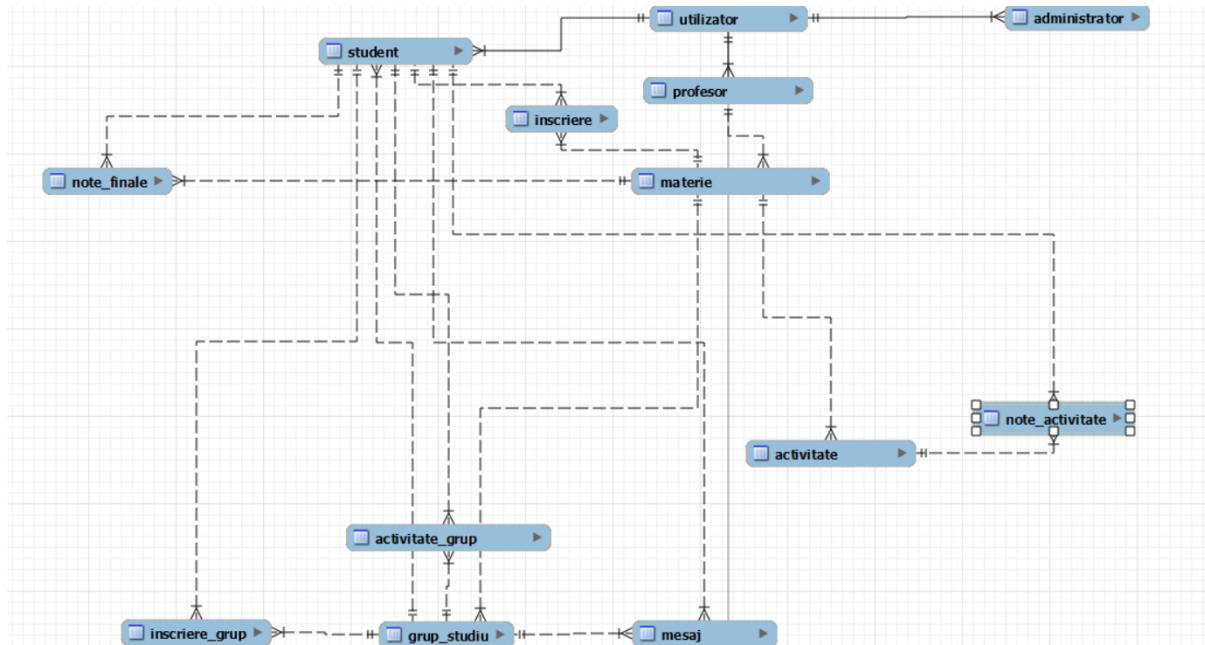 utilizator
administrator
student
profesor
inscriere
note_finale
materie
note_activitate
activitate
activitate_grup
inscriere_grup
grup_studiu
mesaj